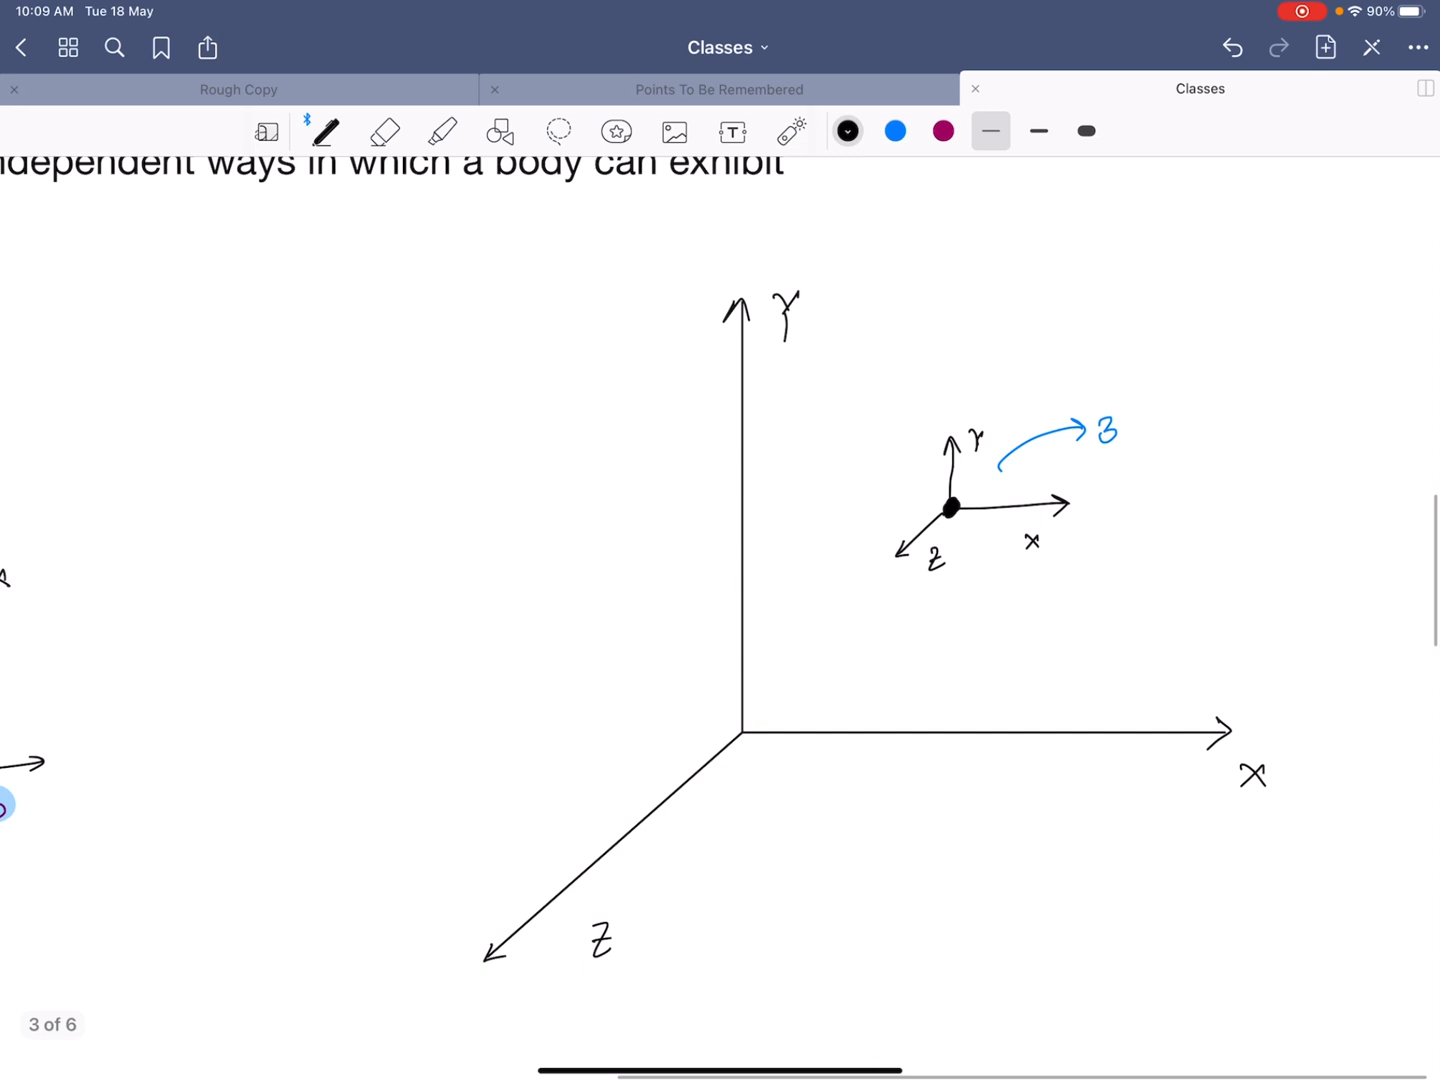 10:09 AM Tue 18 May
90%
Classes
Rough Copy
Points To Be Remembered
Classes
T
ndependent ways in which a body can exhibit
Y
Y
3
Z
x
x
Z
3 of 6